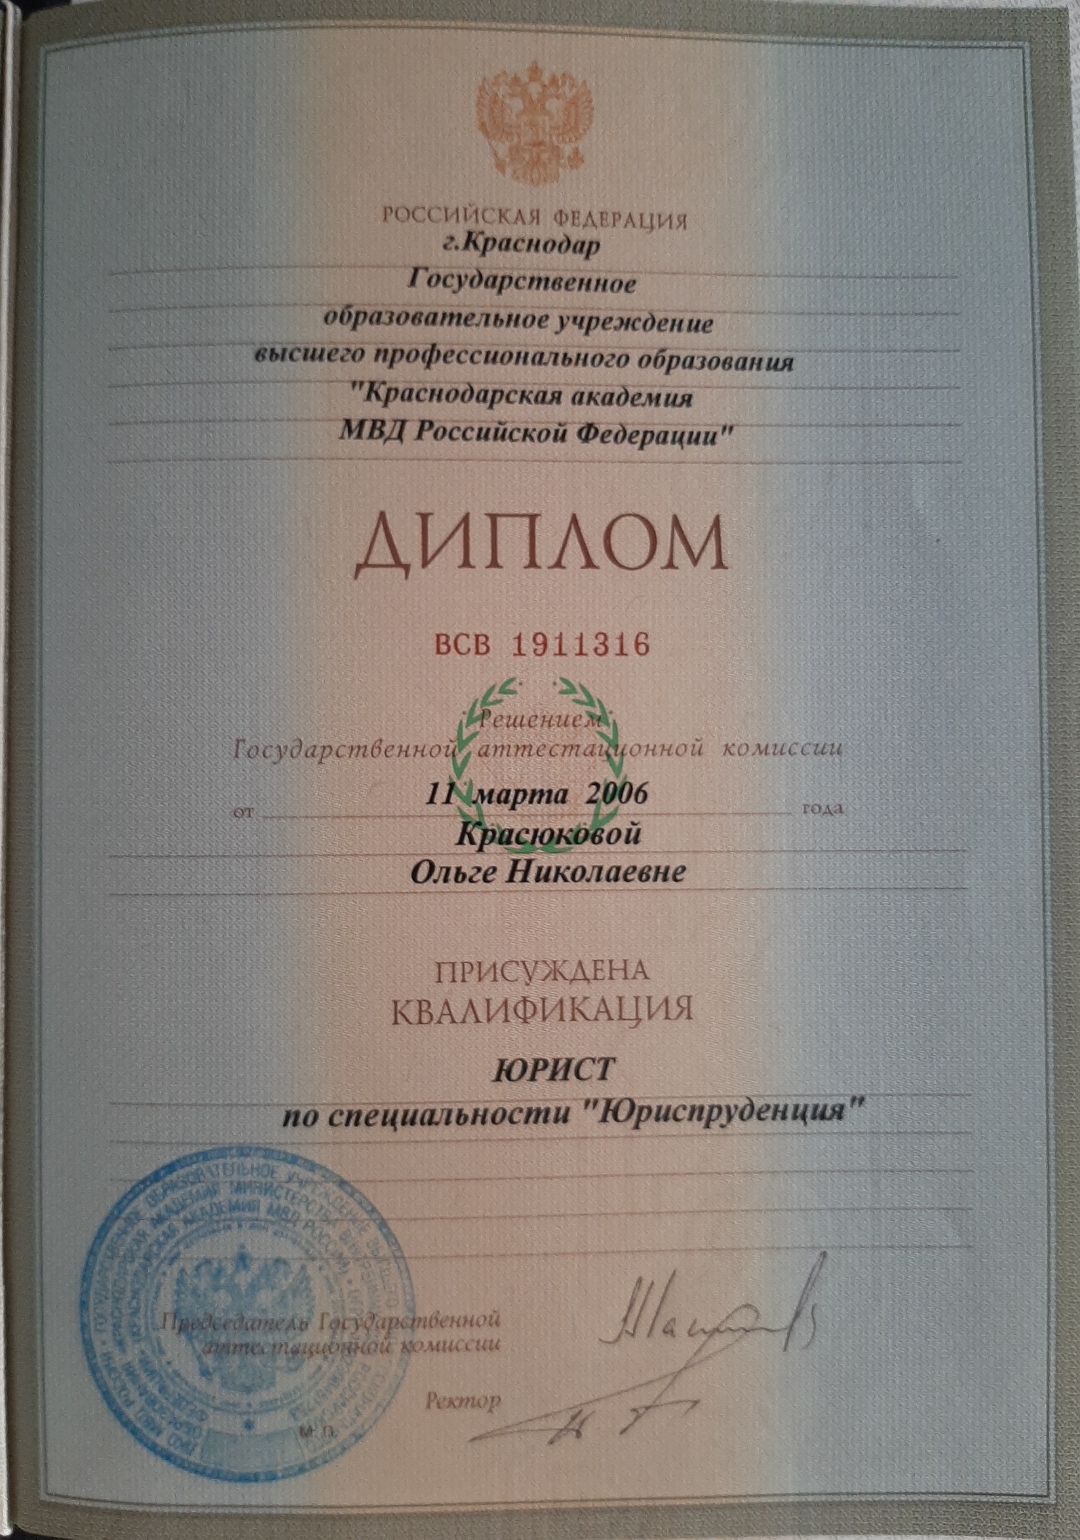 РОССИЙСКАЯ ФЕДЕРАЦИЯ
г.Краснодар
Государственное
образовательное учреждение
высшего профессионального образования
"Краснодарская академия
МВД Российской Федерации"
ДИПЛОМ
ВСВ 1911316
Решением
Государственной аттестационной комиссии
от 11 марта 2006 года
Красюковой
Ольге Николаевне
ПРИСУЖДЕНА
КВАЛИФИКАЦИЯ
ЮРИСТ
по специальности "Юриспруденция"
Председатель Государственной
аттестационной комиссии
Ректор
М. П.